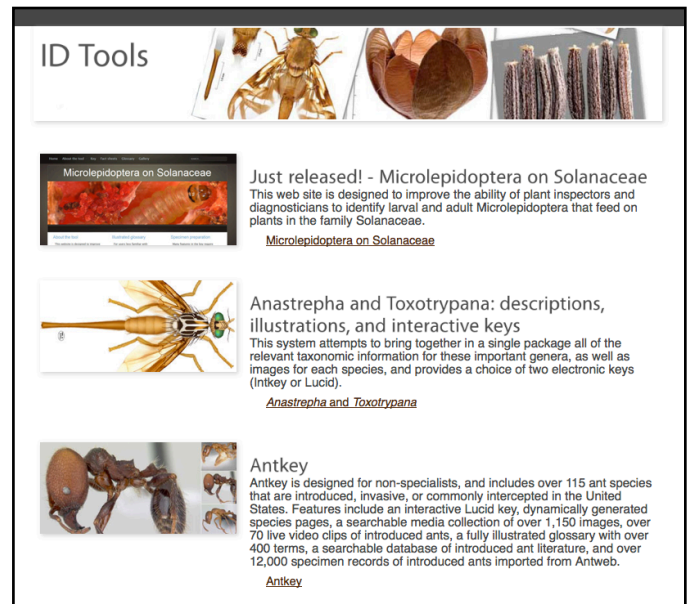 ID Tools
Microlepidoptera on Solanaceae
Just released! - Microlepidoptera on Solanaceae
This web site is designed to improve the ability of plant inspectors and
diagnosticians to identify larval and adult Microlepidoptera that feed on
plants in the family Solanaceae.
Microlepidoptera on Solanaceae
About the tool Illustrated glossary Specimen preparation
Anastrepha and Toxotrypana: descriptions,
illustrations, and interactive keys
This system attempts to bring together in a single package all of the
relevant taxonomic information for these important genera, as well as
images for each species, and provides a choice of two electronic keys
(Intkey or Lucid).
Anastrepha and Toxotrypana
Antkey
Antkey is designed for non-specialists, and includes over 115 ant species
that are introduced, invasive, or commonly intercepted in the United
States. Features include an interactive Lucid key, dynamically generated
species pages, a searchable media collection of over 1,150 images, over
70 live video clips of introduced ants, a fully illustrated glossary with over
400 terms, a searchable database of introduced ant literature, and over
12,000 specimen records of introduced ants imported from Antweb.
Antkey